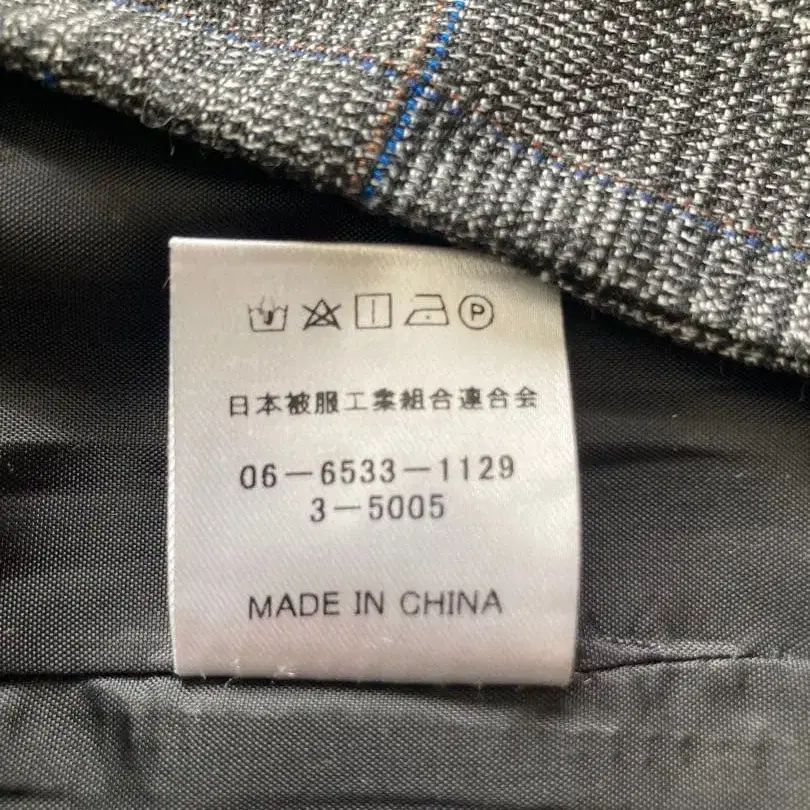 P
日本被服工業組合連合会
06-6533-1129
3-5005
MADE IN CHINA